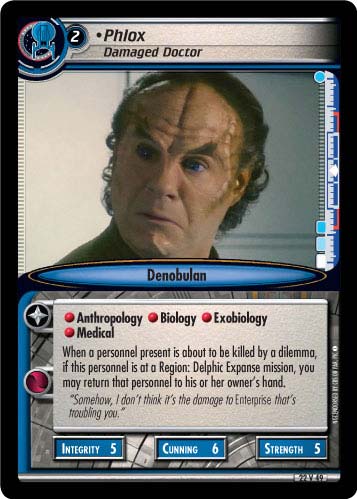 2 •Phlox
Damaged Doctor
Denobulan
Anthropology Biology Exobiology
Medical
When a personnel present is about to be killed by a dilemma,
if this personnel is at a Region: Delphic Expanse mission, you
may return that personnel to his or her owner's hand.
"Somehow, I don't think it's the damage to Enterprise that's
troubling you."
INTEGRITY 5 CUNNING 6 STRENGTH 5
22 V 49